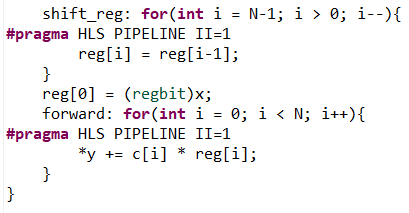 shift_reg: for(int i = N-1; i > 0; i--){
#pragma HLS PIPELINE II=1
reg[i] = reg[i-1];
}
reg[0] = (regbit)x;
forward: for(int i = 0; i < N; i++){
#pragma HLS PIPELINE II=1
*y += c[i] * reg[i];
}
}